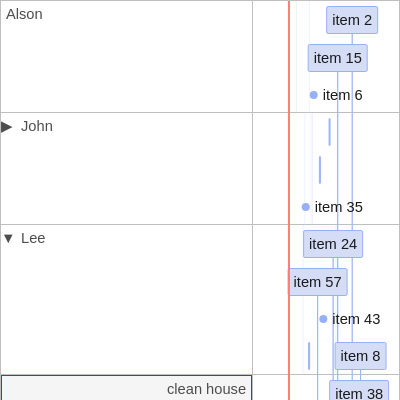 Alson
item 2
item 15
item 6
▶ John
item 35
▼ Lee
item 24
item 57
item 43
item 8
clean house
item 38